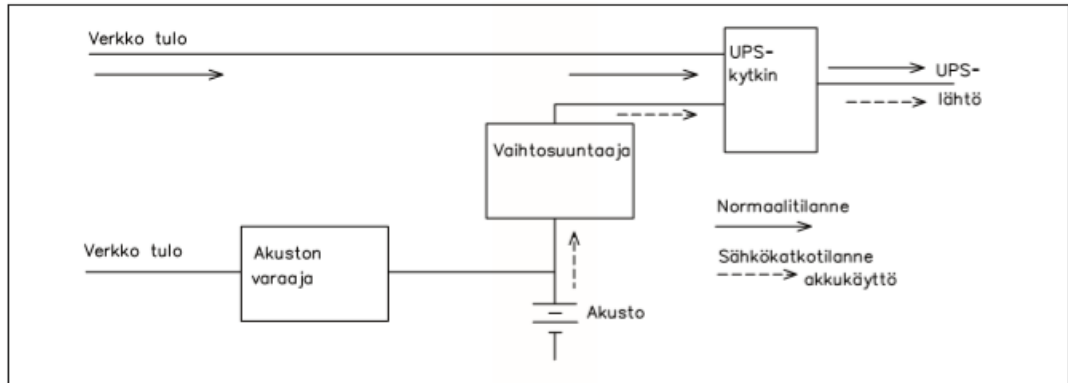 Verkko tulo
UPS-
kytkin
UPS-
lähtö
Vaihtosuuntaaja
Normaalitilanne
Verkko tulo
Akuston
varaaja
Sähkökatkotilanne
akkukäyttö
Akusto